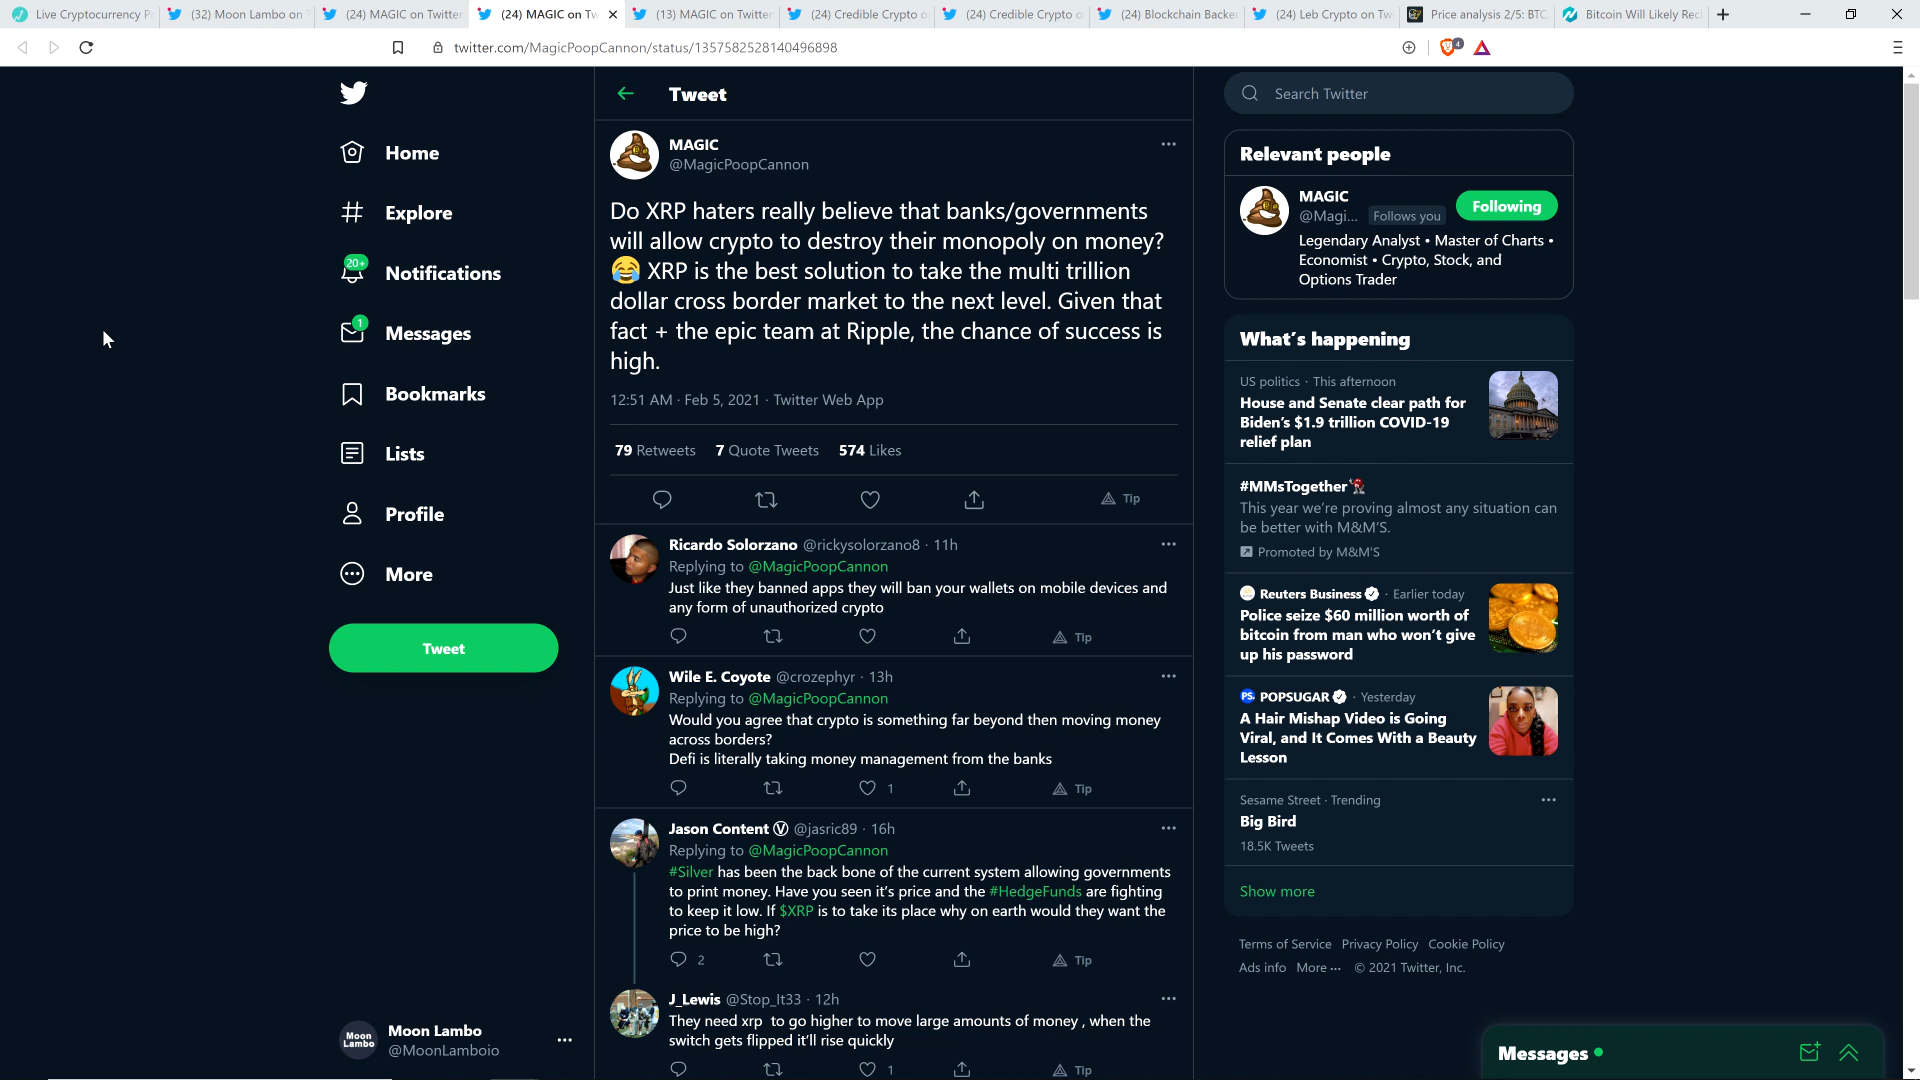 Live Cryptocurrency P
(32) Moon Lambo on T
(24) MAGIC on Twitter
(24) MAGIC on Tw
(13) MAGIC on Twitter
(24) Credible Crypto o
(24) Credible Crypto o
(24) Blockchain Backer
(24) Leb Crypto on Tw
Price analysis 2/5: BTC,
Bitcoin Will Likely Rec
twitter.com/MagicPoopCannon/status/1357582528140496898
4
Home
Explore
20+
Notifications
1
Messages
Bookmarks
Lists
Profile
More
Tweet
Moon Lambo
Moon Lambo
@MoonLamboio
Tweet
MAGIC
@MagicPoopCannon
Do XRP haters really believe that banks/governments
will allow crypto to destroy their monopoly on money?
😂 XRP is the best solution to take the multi trillion
dollar cross border market to the next level. Given that
fact + the epic team at Ripple, the chance of success is
high.
12:51 AM · Feb 5, 2021 · Twitter Web App
79 Retweets 7 Quote Tweets 574 Likes
Tip
Ricardo Solorzano @rickysolorzano8 · 11h
Replying to @MagicPoopCannon
Just like they banned apps they will ban your wallets on mobile devices and
any form of unauthorized crypto
Tip
Wile E. Coyote @crozephyr · 13h
Replying to @MagicPoopCannon
Would you agree that crypto is something far beyond then moving money
across borders?
Defi is literally taking money management from the banks
1 Tip
Jason Content Ⓥ @jasric89 · 16h
Replying to @MagicPoopCannon
#Silver has been the back bone of the current system allowing governments
to print money. Have you seen it's price and the #HedgeFunds are fighting
to keep it low. If $XRP is to take its place why on earth would they want the
price to be high?
2 Tip
J_Lewis @Stop_It33 · 12h
They need xrp to go higher to move large amounts of money , when the
switch gets flipped it'll rise quickly
1 Tip
Search Twitter
Relevant people
MAGIC
@Magi... Follows you
Following
Legendary Analyst • Master of Charts •
Economist • Crypto, Stock, and
Options Trader
What's happening
US politics · This afternoon
House and Senate clear path for
Biden's $1.9 trillion COVID-19
relief plan
#MMsTogether
This year we're proving almost any situation can
be better with M&M'S.
Promoted by M&M'S
Reuters Business · Earlier today
Police seize $60 million worth of
bitcoin from man who won't give
up his password
PS. POPSUGAR · Yesterday
A Hair Mishap Video is Going
Viral, and It Comes With a Beauty
Lesson
Sesame Street · Trending
Big Bird
18.5K Tweets
Show more
Terms of Service Privacy Policy Cookie Policy
Ads info More ··· © 2021 Twitter, Inc.
Messages